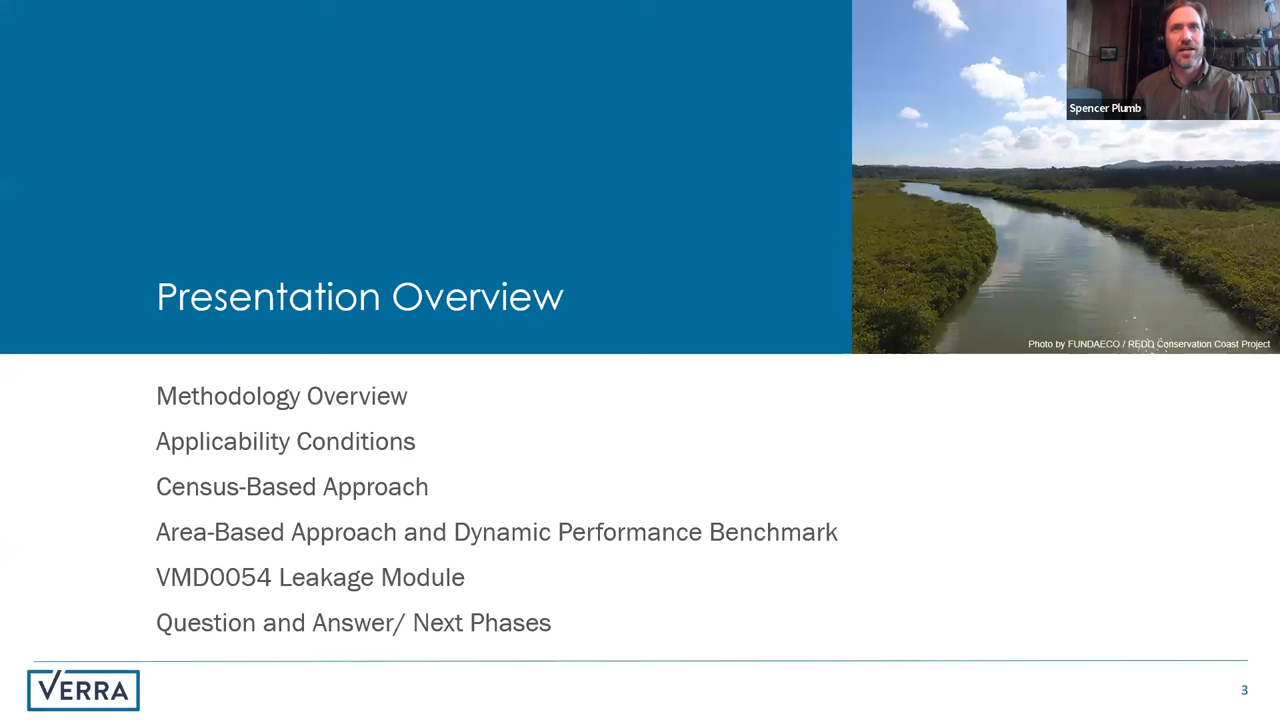 Spencer Plumb
Photo by FUNDAECO / REDD Conservation Coast Project
Presentation Overview
Methodology Overview
Applicability Conditions
Census-Based Approach
Area-Based Approach and Dynamic Performance Benchmark
VMD0054 Leakage Module
Question and Answer/ Next Phases
VERRA
3